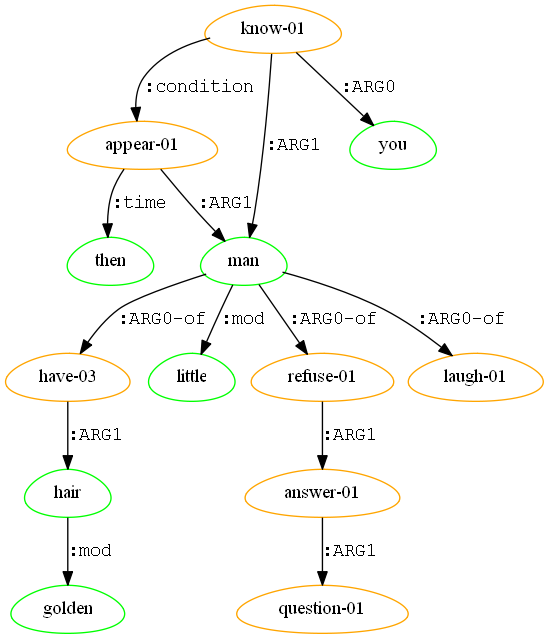 know-01
:condition
:ARG0
appear-01
:ARG1
you
:time
:ARG1
then
man
:ARG0-of
:mod
:ARG0-of
:ARG0-of
have-03
little
refuse-01
laugh-01
:ARG1
:ARG1
hair
answer-01
:mod
:ARG1
golden
question-01